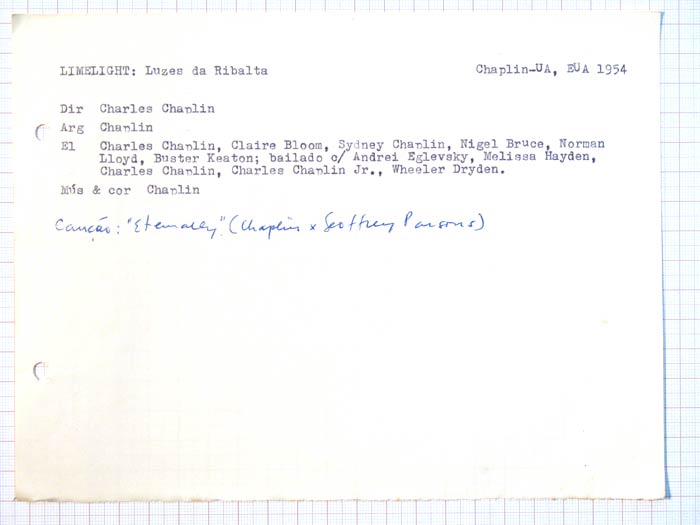 LIMELIGHT: Luzes da Ribalta Chaplin-UA, EUA 1954
Dir Charles Chaplin
Arg Chaplin
El Charles Chaplin, Claire Bloom, Sydney Chaplin, Nigel Bruce, Norman
Lloyd, Buster Keaton; bailado c/ Andrei Eglevsky, Melissa Hayden,
Charles Chaplin, Charles Chaplin Jr., Wheeler Dryden.
Mús & cor Chaplin
Canção: "Eternally". (Chaplin x Geoffrey Parsons)